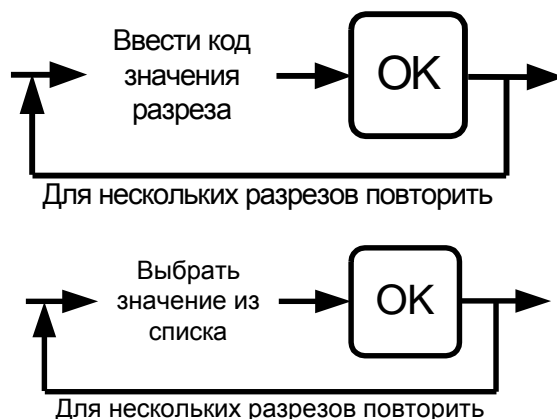 Ввести код
значения
разреза
OK
Для нескольких разрезов повторить
Выбрать
значение из
списка
OK
Для нескольких разрезов повторить